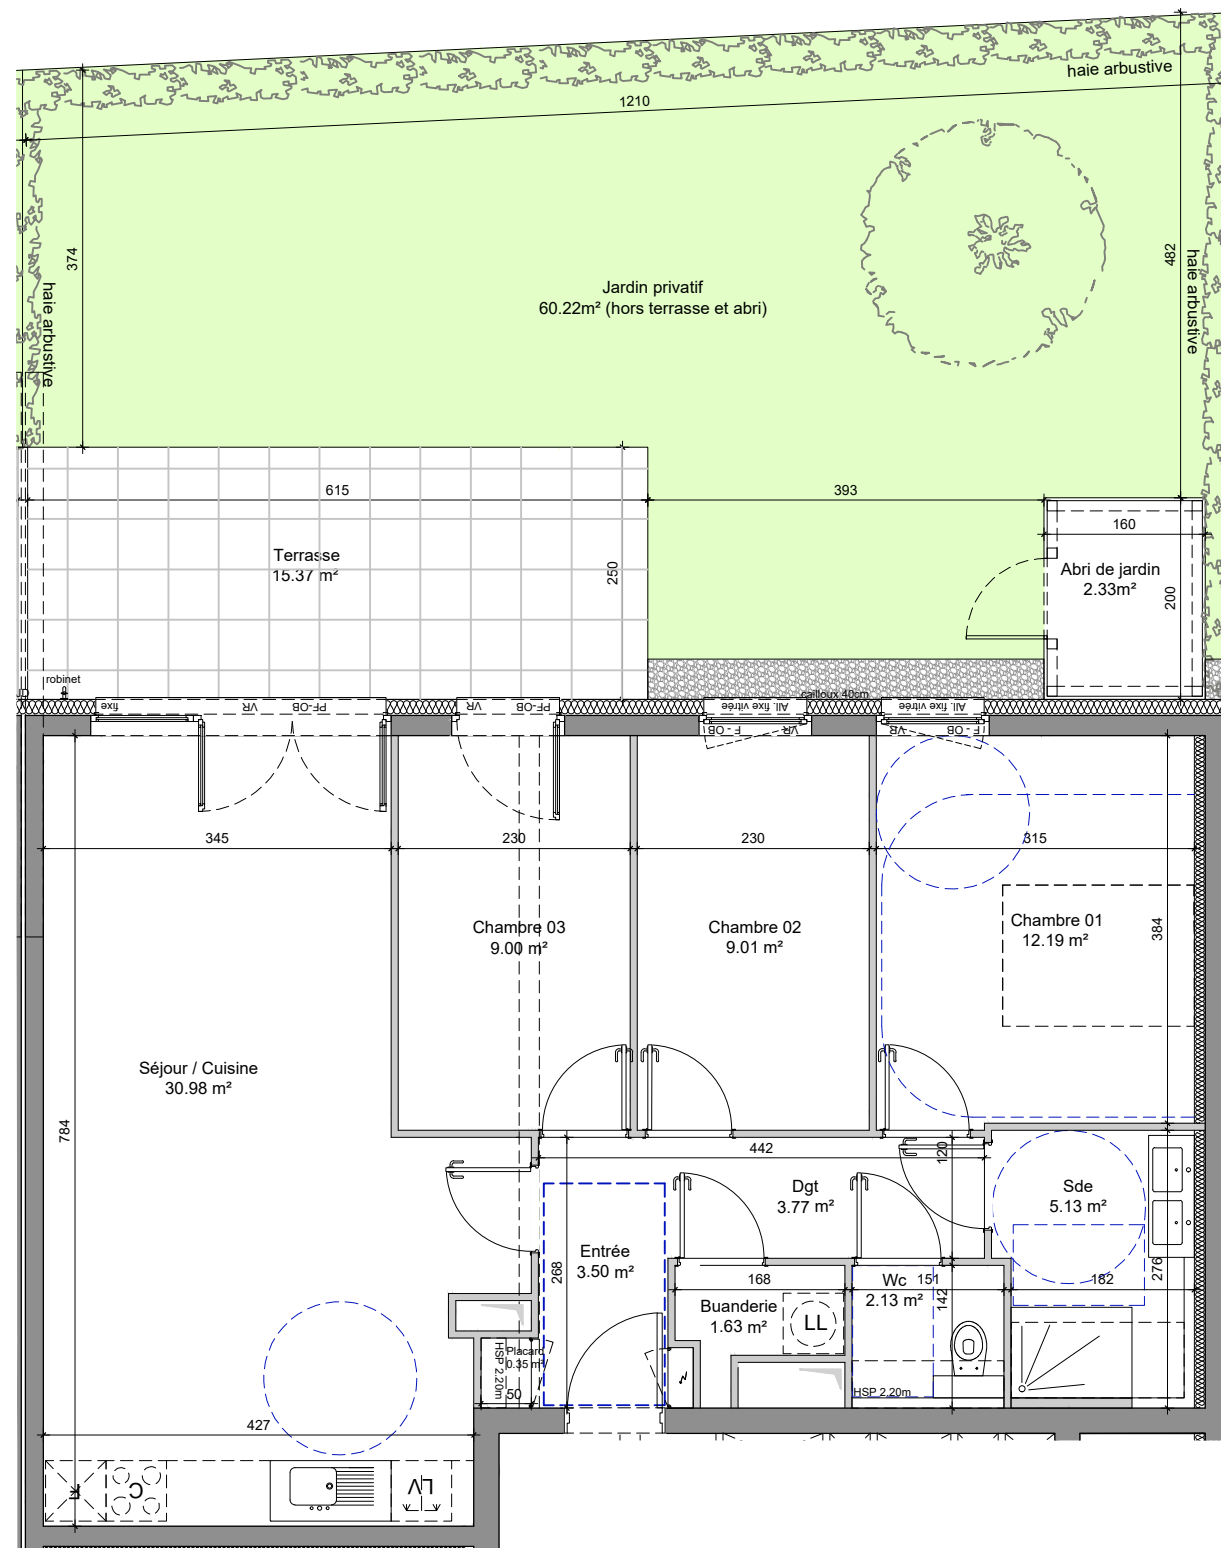 haie arbustive
1210
374
482
haie arbustive
haie arbustive
Jardin privatif
60.22m² (hors terrasse et abri)
615
393
160
Terrasse
15.37 m²
250
Abri de jardin
2.33m²
200
robinet
cailloux 40cm
fixe
VR
PF-OB
VR
PF-OB
All. fixe vitrée
All. fixe vitrée
F - OB
VR
VR
F - OB
345
230
230
315
Chambre 03
9.00 m²
Chambre 02
9.01 m²
Chambre 01
12.19 m²
384
Séjour / Cuisine
30.98 m²
784
442
120
Dgt
3.77 m²
Sde
5.13 m²
Entrée
3.50 m²
268
168
Wc
151
2.13 m²
142
182
276
Buanderie
1.63 m²
LL
Placard
0.35 m²
HSP 2,20m
50
HSP 2,20m
427
F
C
LV